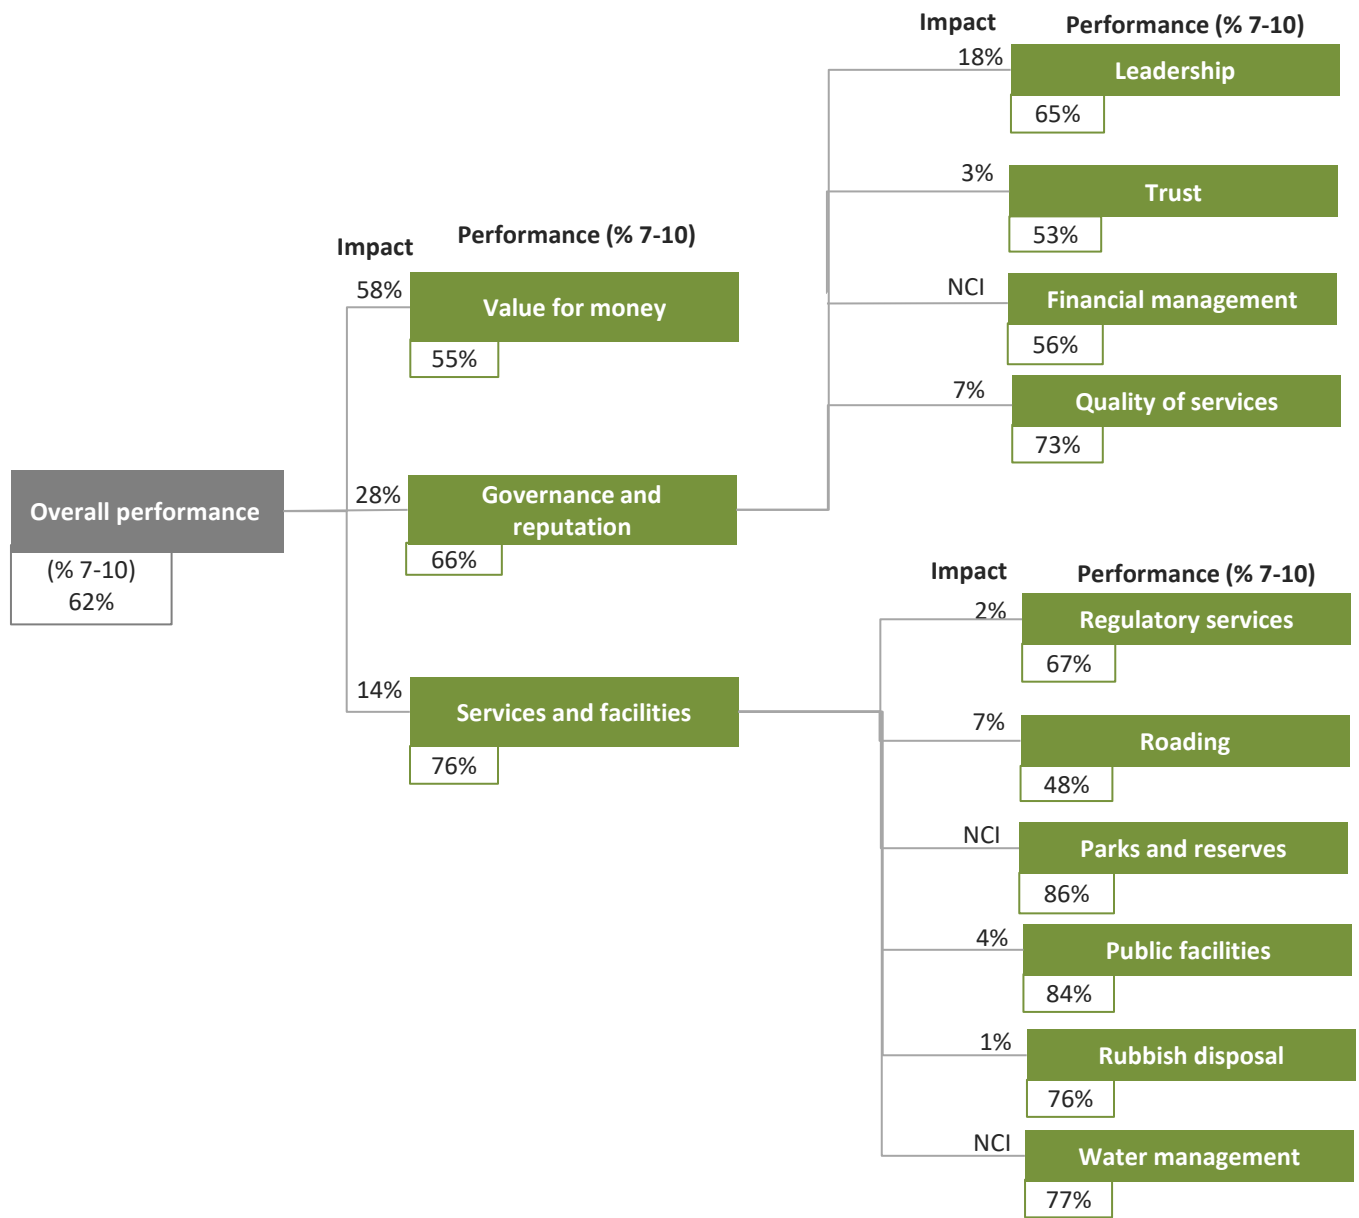 Impact
Performance (% 7-10)
18%
Leadership
65%
3%
Trust
53%
NCI
Financial management
56%
7%
Quality of services
73%
Impact
Performance (% 7-10)
58%
Value for money
55%
28%
Governance and
reputation
66%
14%
Services and facilities
76%
Overall performance
(% 7-10)
62%
Impact
Performance (% 7-10)
2%
Regulatory services
67%
7%
Roading
48%
NCI
Parks and reserves
86%
4%
Public facilities
84%
1%
Rubbish disposal
76%
NCI
Water management
77%